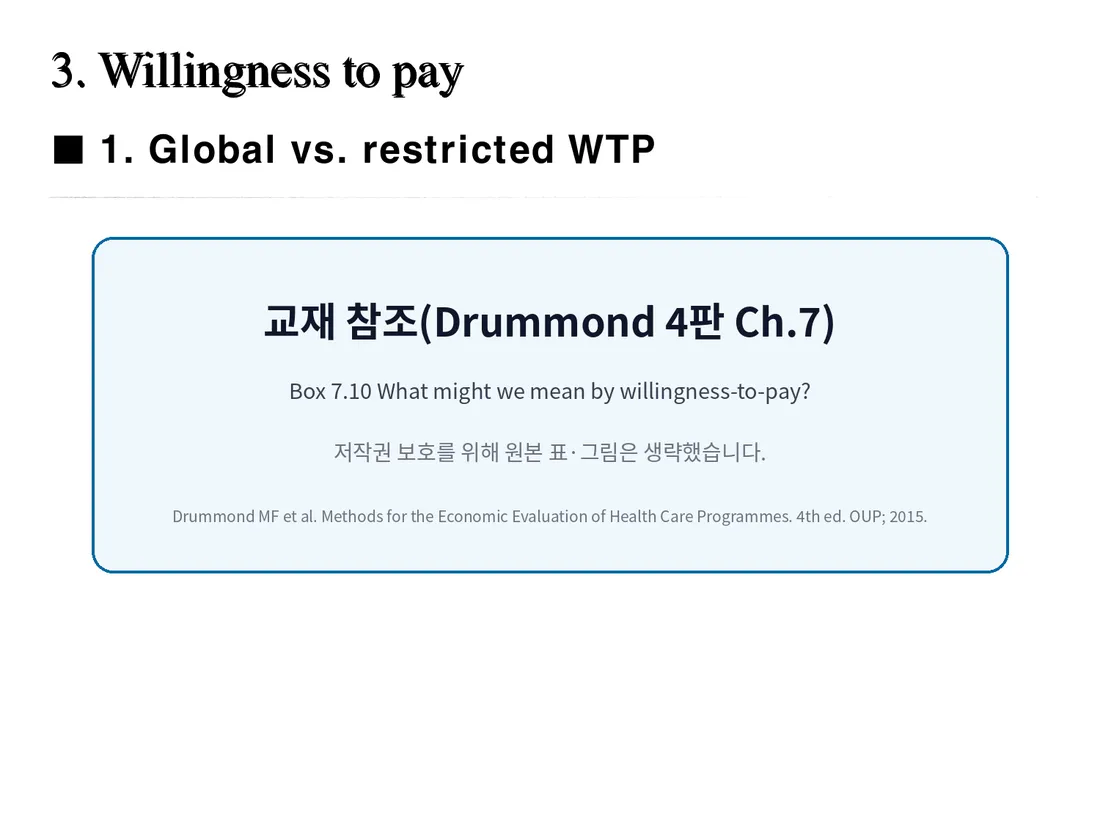 3. Willingness to pay
■ 1. Global vs. restricted WTP
교재 참조(Drummond 4판 Ch.7)
Box 7.10 What might we mean by willingness-to-pay?
저작권 보호를 위해 원본 표·그림은 생략했습니다.
Drummond MF et al. Methods for the Economic Evaluation of Health Care Programmes. 4th ed. OUP; 2015.